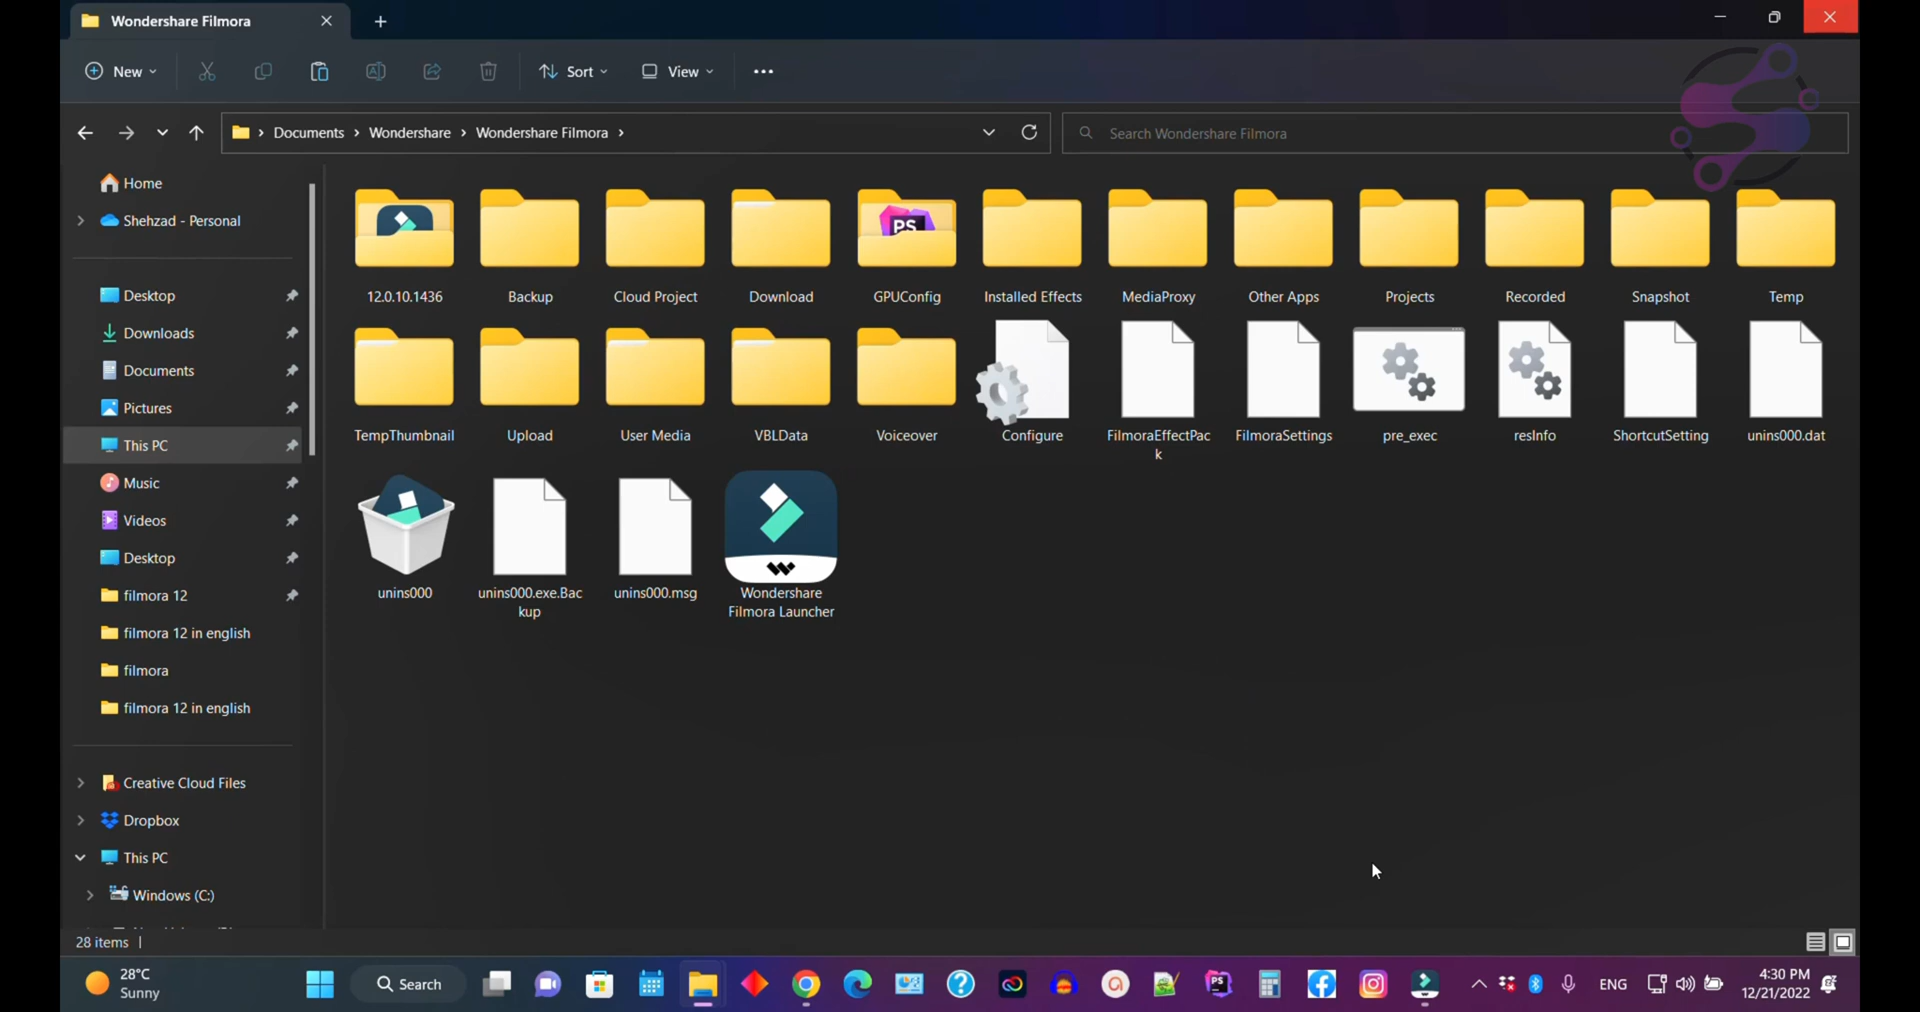 Wondershare Filmora
New
Sort
View
Documents
Wondershare
Wondershare Filmora
Search Wondershare Filmora
Home
Shehzad - Personal
Desktop
Downloads
Documents
Pictures
This PC
Music
Videos
Desktop
filmora 12
filmora 12 in english
filmora
filmora 12 in english
Creative Cloud Files
Dropbox
This PC
Windows (C:)
PS
12.0.10.1436
Backup
Cloud Project
Download
GPUConfig
Installed Effects
MediaProxy
Other Apps
Projects
Recorded
Snapshot
Temp
TempThumbnail
Upload
User Media
VBLData
Voiceover
Configure
FilmoraEffectPac
k
FilmoraSettings
pre_exec
resInfo
ShortcutSetting
unins000.dat
unins000
unins000.exe.Bac
kup
unins000.msg
Wondershare
Filmora Launcher
28 items
28°C
Sunny
Search
PS
ENG
4:30 PM
12/21/2022